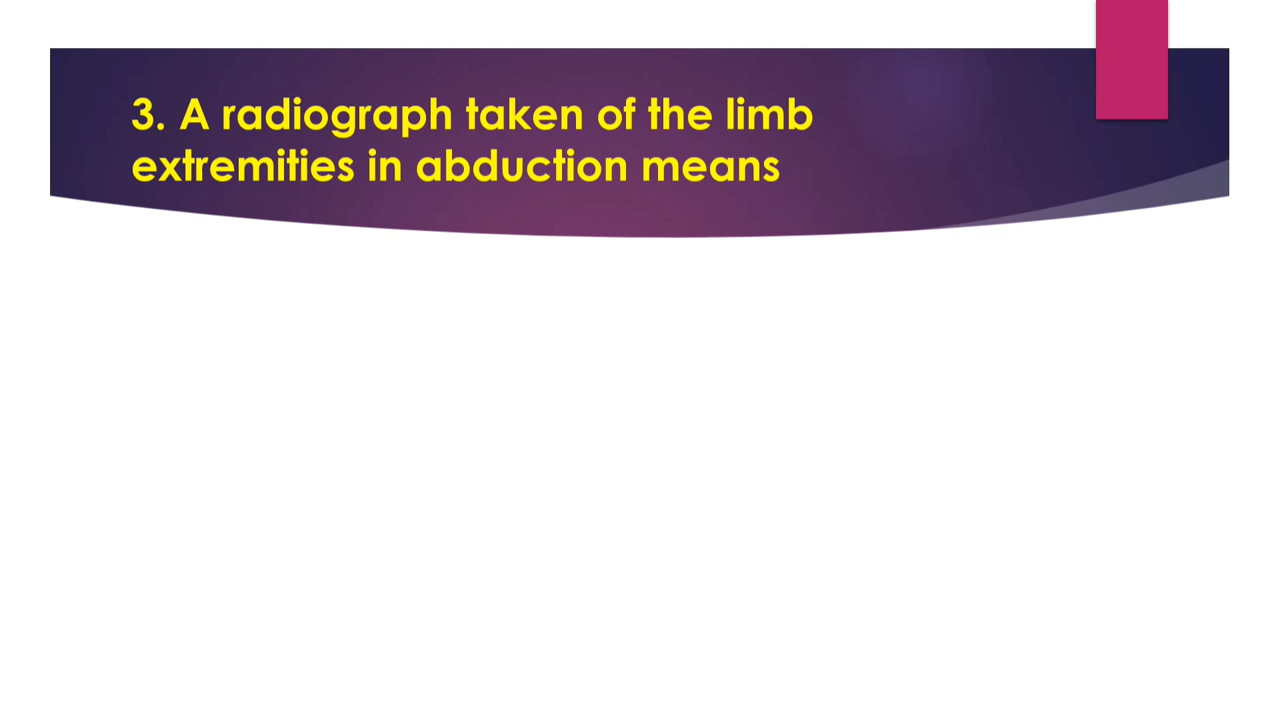 3. A radiograph taken of the limb
extremities in abduction means